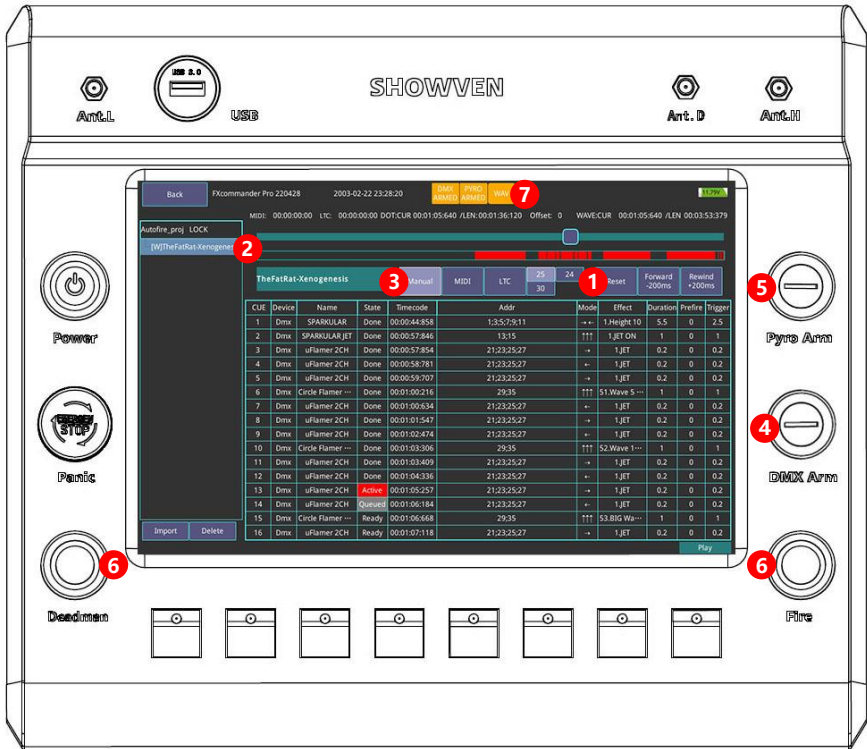 USB 3.0
SHOWVEN
Ant.L
USB
Ant. D
Ant.H
Back
FXcommander Pro 220428
2003-02-22 23:28:20
DMX ARMED
PYRO ARMED
WAV
7
11.79V
MIDI: 00:00:00:00 LTC: 00:00:00:00 DOT:CUR 00:01:05:640 /LEN:00:01:36:120 Offset: 0 WAVE:CUR 00:01:05:640 /LEN 00:03:53:379
Autofire_proj LOCK
[W]TheFatRat-Xenogenes
2
TheFatRat-Xenogenesis
3
Manual
MIDI
LTC
25
24
30
1
Reset
Forward -200ms
Rewind +200ms
CUE Device Name State Timecode Addr Mode Effect Duration Prefire Trigger
1 Dmx SPARKULAR Done 00:00:44:858 1;3;5;7;9;11 →← 1.Height 10 5.5 0 2.5
2 Dmx SPARKULAR JET Done 00:00:57:846 13;15 ↑↑↑ 1.JET ON 1 0 1
3 Dmx uFlamer 2CH Done 00:00:57:854 21;23;25;27 → 1.JET 0.2 0 0.2
4 Dmx uFlamer 2CH Done 00:00:58:781 21;23;25;27 ← 1.JET 0.2 0 0.2
5 Dmx uFlamer 2CH Done 00:00:59:707 21;23;25;27 → 1.JET 0.2 0 0.2
6 Dmx Circle Flamer ··· Done 00:01:00:216 29;35 ↑↑↑ 51.Wave 5 ··· 1 0 1
7 Dmx uFlamer 2CH Done 00:01:00:634 21;23;25;27 ← 1.JET 0.2 0 0.2
8 Dmx uFlamer 2CH Done 00:01:01:547 21;23;25;27 → 1.JET 0.2 0 0.2
9 Dmx uFlamer 2CH Done 00:01:02:474 21;23;25;27 ← 1.JET 0.2 0 0.2
10 Dmx Circle Flamer ··· Done 00:01:03:306 29;35 ↑↑↑ 52.Wave 1··· 1 0 1
11 Dmx uFlamer 2CH Done 00:01:03:409 21;23;25;27 → 1.JET 0.2 0 0.2
12 Dmx uFlamer 2CH Done 00:01:04:336 21;23;25;27 ← 1.JET 0.2 0 0.2
13 Dmx uFlamer 2CH Active 00:01:05:257 21;23;25;27 → 1.JET 0.2 0 0.2
14 Dmx uFlamer 2CH Queued 00:01:06:184 21;23;25;27 ← 1.JET 0.2 0 0.2
15 Dmx Circle Flamer ··· Ready 00:01:06:668 29;35 ↑↑↑ 53.BIG Wa··· 1 0 1
16 Dmx uFlamer 2CH Ready 00:01:07:118 21;23;25;27 → 1.JET 0.2 0 0.2
Import
Delete
Play
Power
5
Pyro Arm
STOP
Panic
4
DMX Arm
6
Deadman
6
Fire